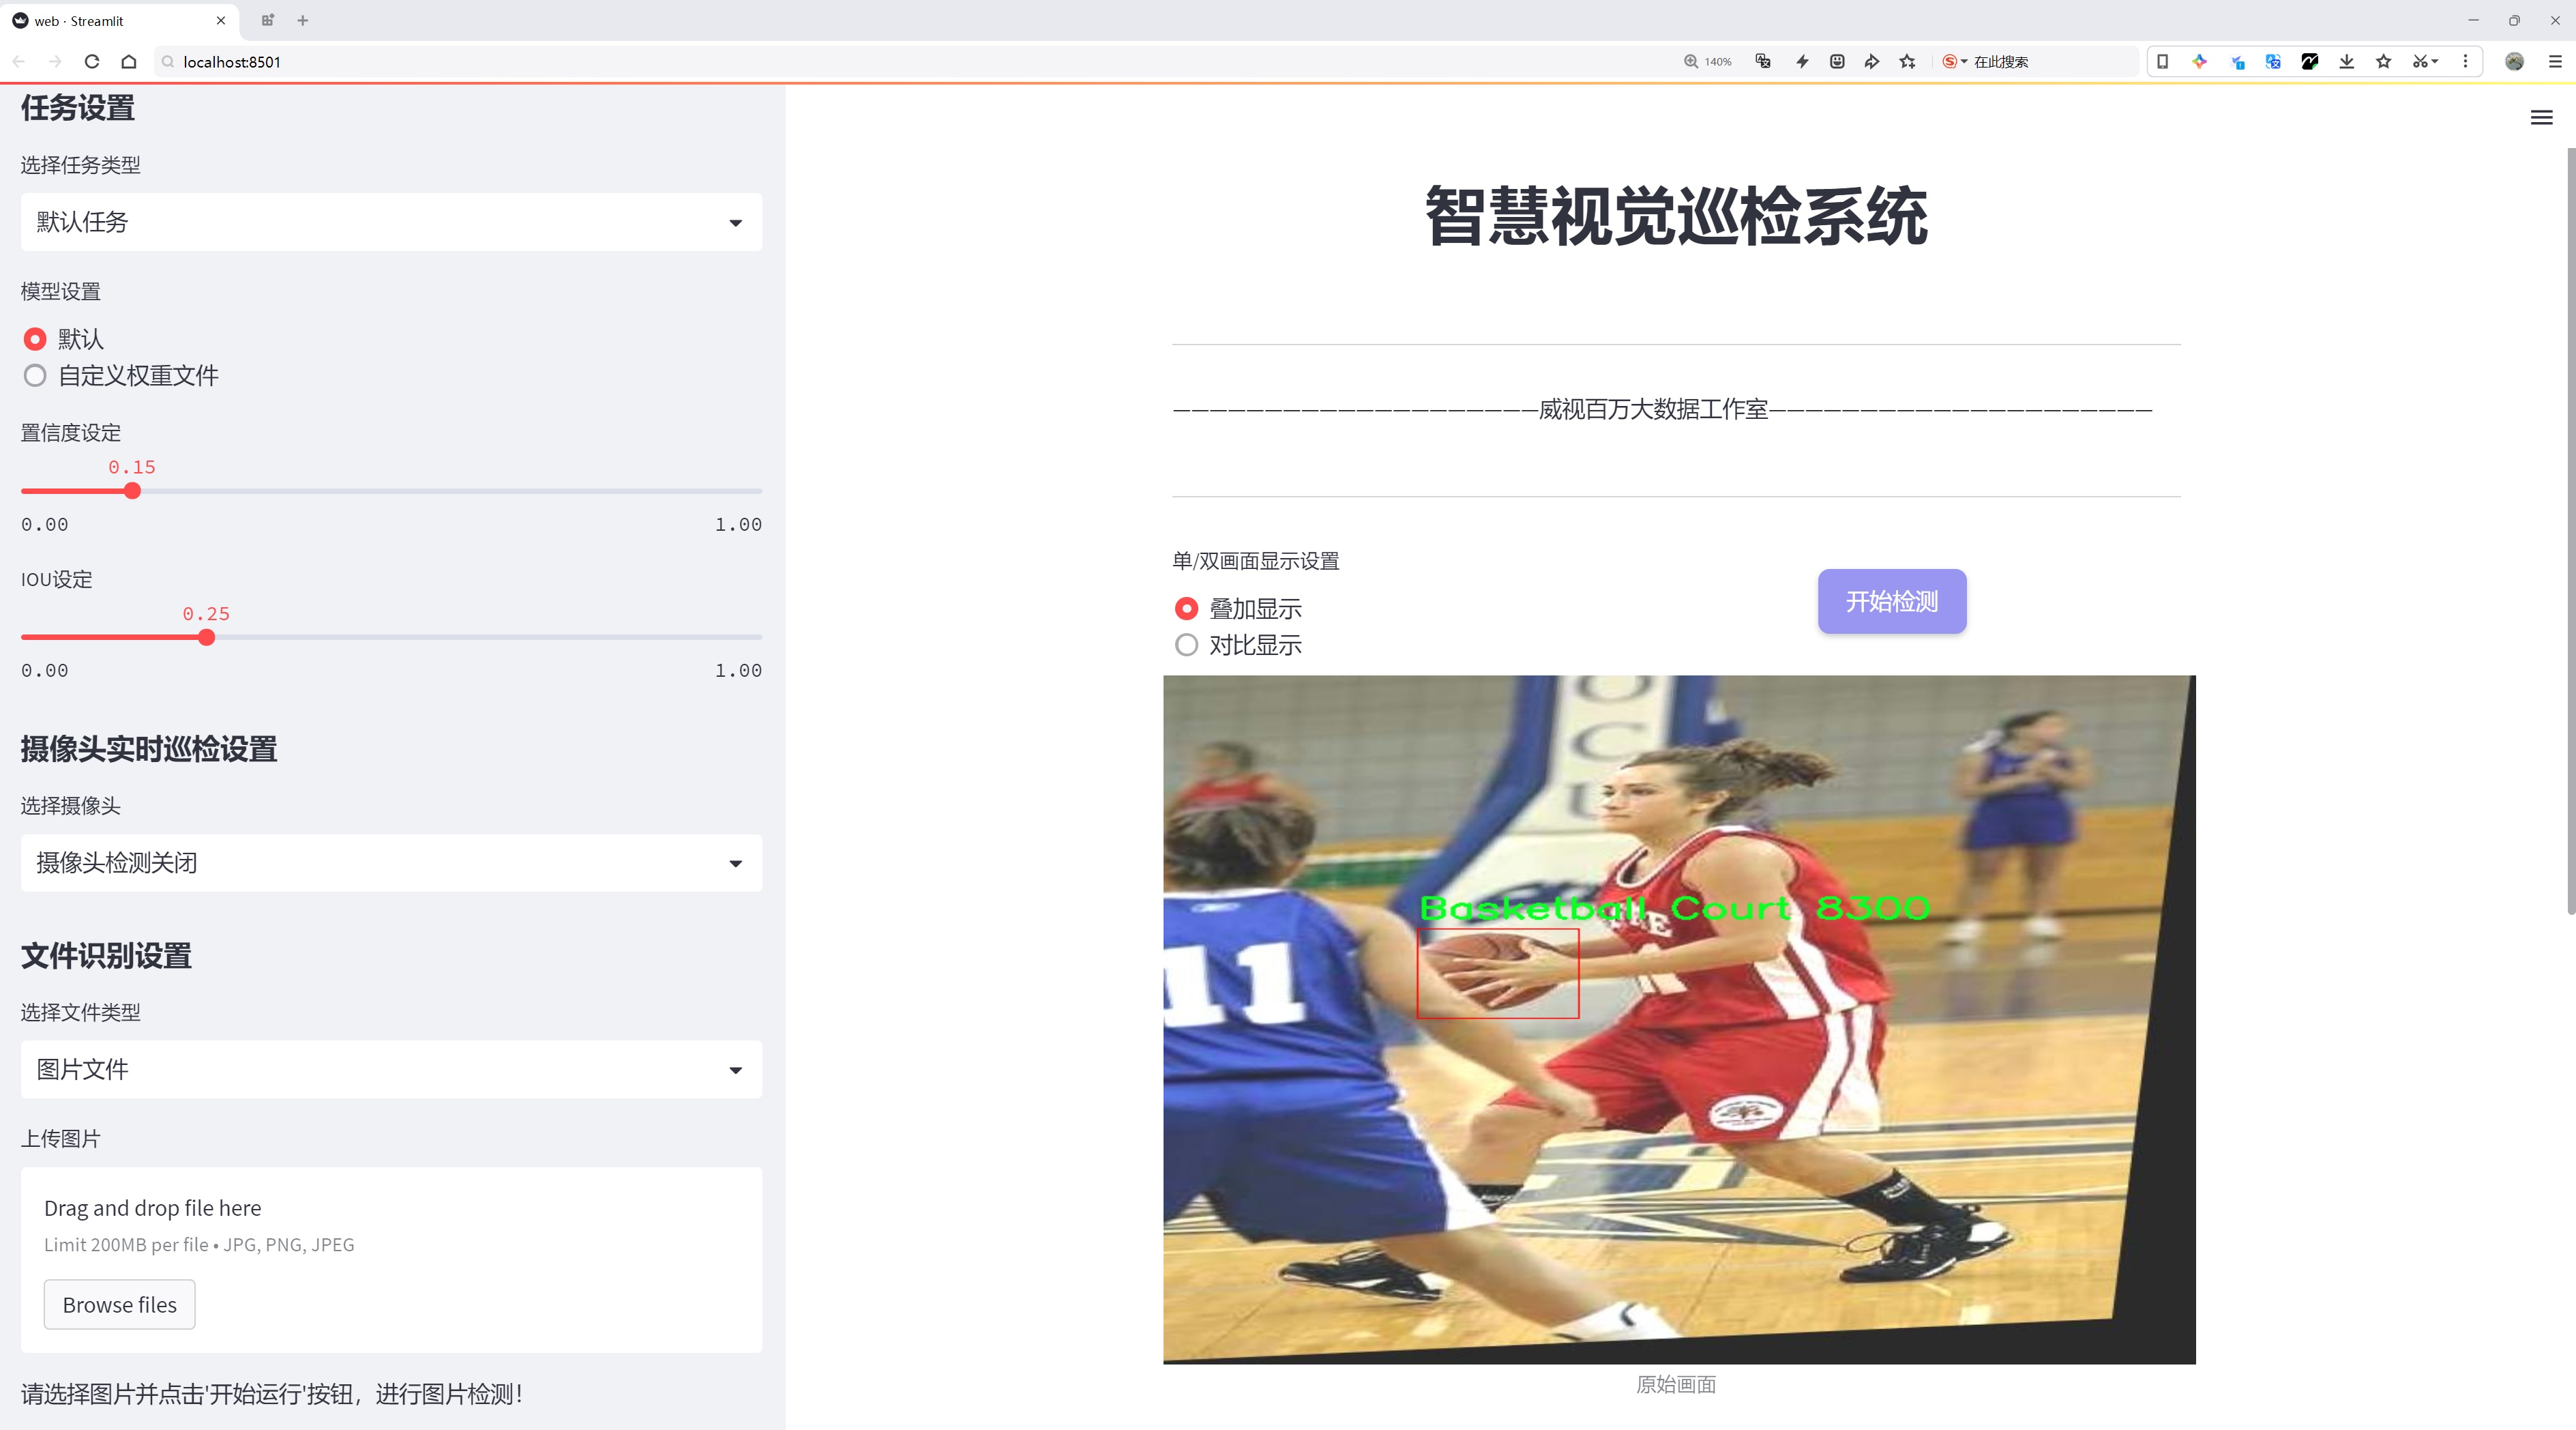 web · Streamlit
localhost:8501
140%
在此搜索
任务设置
选择任务类型
默认任务
模型设置
默认
自定义权重文件
置信度设定
0.15
0.00 1.00
IOU设定
0.25
0.00 1.00
摄像头实时巡检设置
选择摄像头
摄像头检测关闭
文件识别设置
选择文件类型
图片文件
上传图片
Drag and drop file here
Limit 200MB per file • JPG, PNG, JPEG
Browse files
请选择图片并点击'开始运行'按钮，进行图片检测！
智慧视觉巡检系统
—————————————————————威视百万大数据工作室—————————————————————
单/双画面显示设置
叠加显示
对比显示
开始检测
O
C
U
Basketball Court 8300
11
原始画面